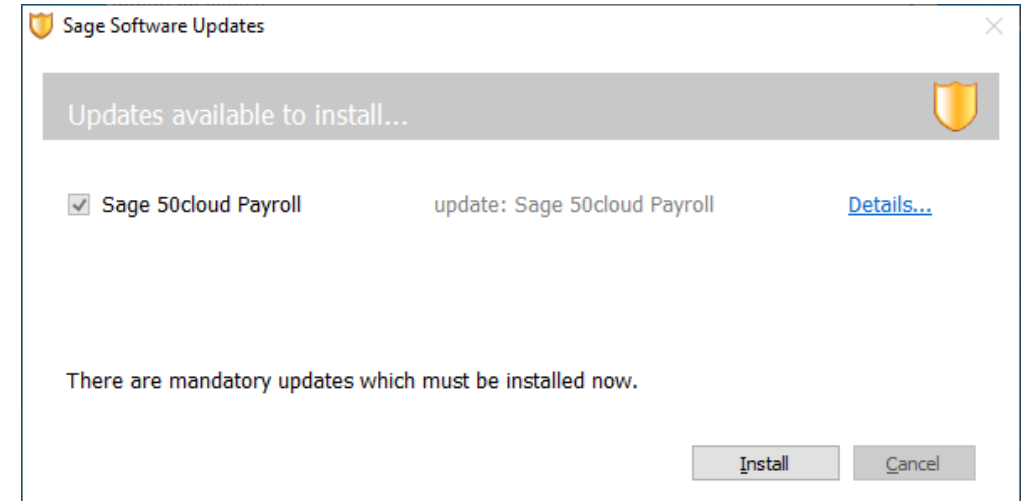 Sage Software Updates
Updates available to install...
Sage 50cloud Payroll update: Sage 50cloud Payroll Details...
There are mandatory updates which must be installed now.
Install Cancel